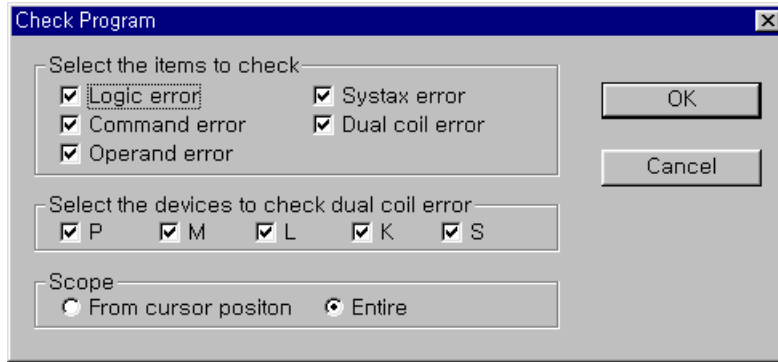 Check Program
Select the items to check
Logic error Systax error
Command error Dual coil error
Operand error
OK
Cancel
Select the devices to check dual coil error
P M L K S
Scope
From cursor positon Entire